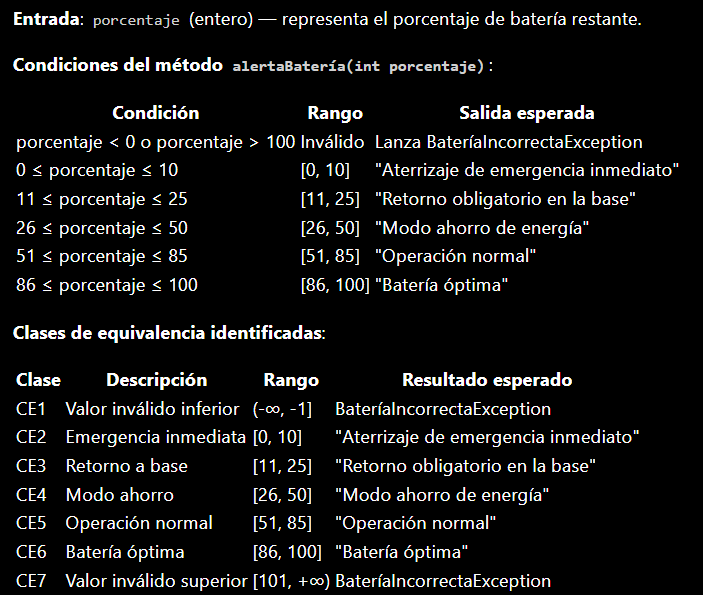 Entrada: porcentaje (entero) — representa el porcentaje de batería restante.
Condiciones del método alertaBatería(int porcentaje):
Condición Rango Salida esperada
porcentaje < 0 o porcentaje > 100 Inválido Lanza BateríaIncorrectaException
0 ≤ porcentaje ≤ 10 [0, 10] "Aterrizaje de emergencia inmediato"
11 ≤ porcentaje ≤ 25 [11, 25] "Retorno obligatorio en la base"
26 ≤ porcentaje ≤ 50 [26, 50] "Modo ahorro de energía"
51 ≤ porcentaje ≤ 85 [51, 85] "Operación normal"
86 ≤ porcentaje ≤ 100 [86, 100] "Batería óptima"
Clases de equivalencia identificadas:
Clase Descripción Rango Resultado esperado
CE1 Valor inválido inferior (-∞, -1] BateríaIncorrectaException
CE2 Emergencia inmediata [0, 10] "Aterrizaje de emergencia inmediato"
CE3 Retorno a base [11, 25] "Retorno obligatorio en la base"
CE4 Modo ahorro [26, 50] "Modo ahorro de energía"
CE5 Operación normal [51, 85] "Operación normal"
CE6 Batería óptima [86, 100] "Batería óptima"
CE7 Valor inválido superior [101, +∞) BateríaIncorrectaException